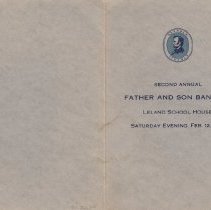 SECOND ANNUAL
FATHER AND SON BAN
LELAND SCHOOL HOUSE
SATURDAY EVENING, FEB 12